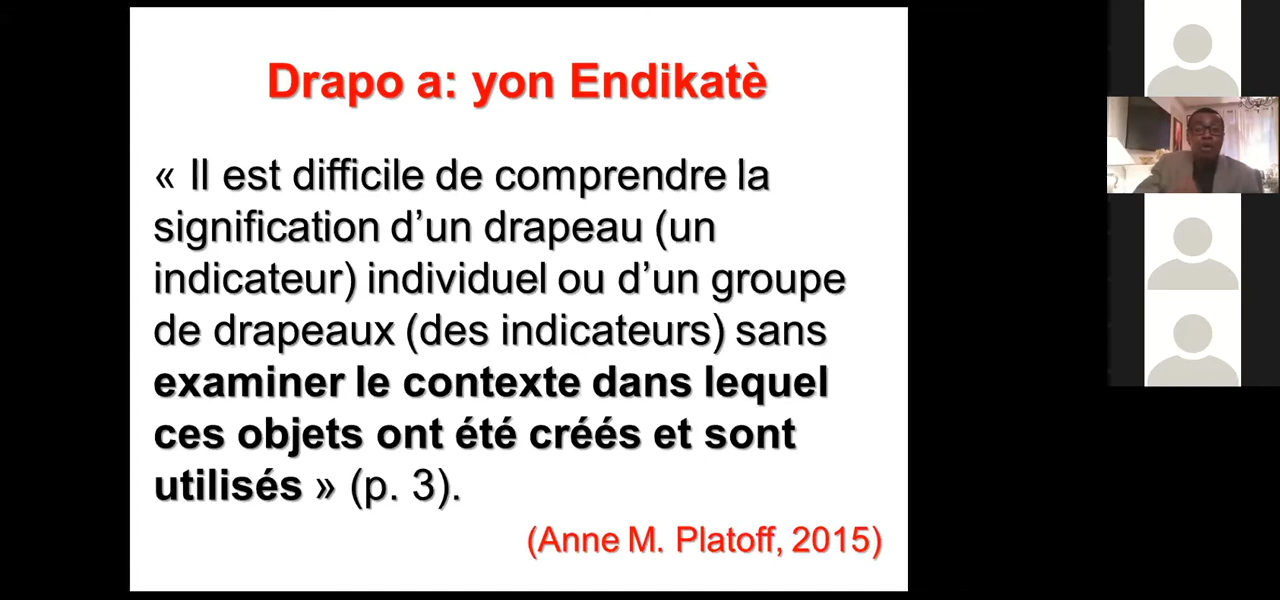 Drapo a: yon Endikatè
« Il est difficile de comprendre la
signification d’un drapeau (un
indicateur) individuel ou d’un groupe
de drapeaux (des indicateurs) sans
examiner le contexte dans lequel
ces objets ont été créés et sont
utilisés » (p. 3).
(Anne M. Platoff, 2015)